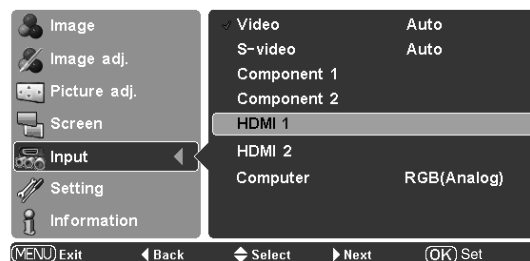 Image
Image adj.
Picture adj.
Screen
Input
Setting
Information
Video Auto
S-video Auto
Component 1
Component 2
HDMI 1
HDMI 2
Computer RGB(Analog)
MENU Exit Back Select Next OK Set